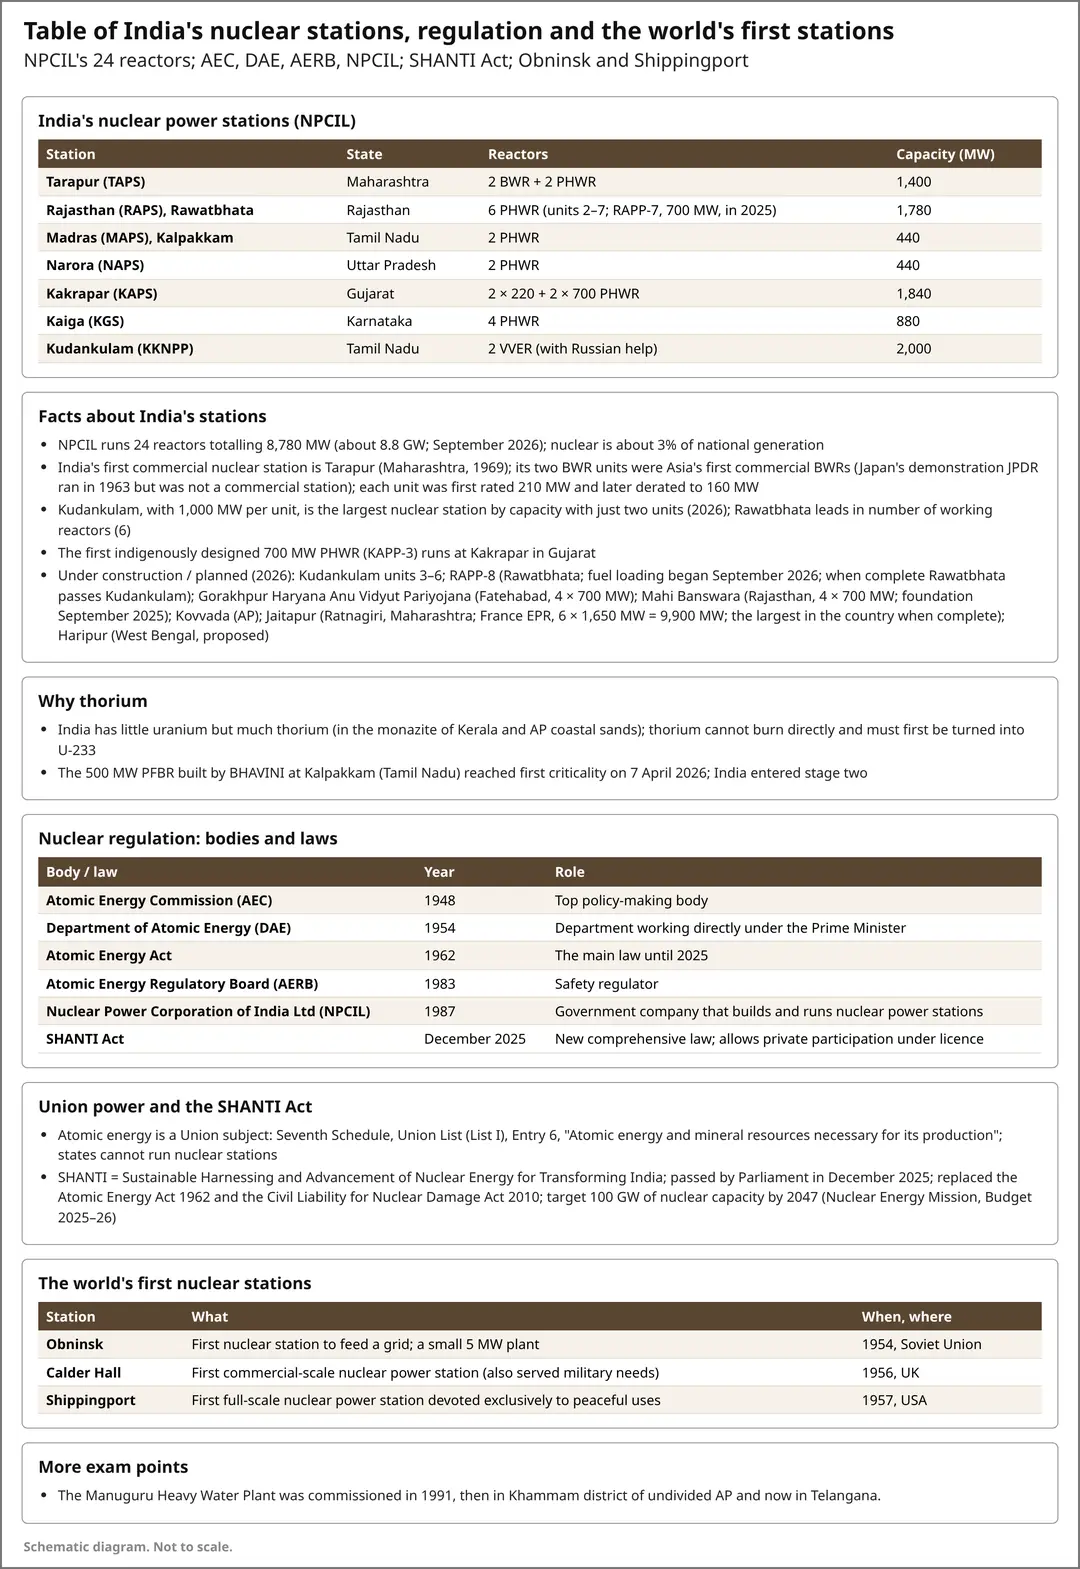 Table of India's nuclear stations, regulation and the world's first stations
NPCIL's 24 reactors; AEC, DAE, AERB, NPCIL; SHANTI Act; Obninsk and Shippingport
India's nuclear power stations (NPCIL)
Station State Reactors Capacity (MW)
Tarapur (TAPS) Maharashtra 2 BWR + 2 PHWR 1,400
Rajasthan (RAPS), Rawatbhata Rajasthan 6 PHWR (units 2–7; RAPP-7, 700 MW, in 2025) 1,780
Madras (MAPS), Kalpakkam Tamil Nadu 2 PHWR 440
Narora (NAPS) Uttar Pradesh 2 PHWR 440
Kakrapar (KAPS) Gujarat 2 × 220 + 2 × 700 PHWR 1,840
Kaiga (KGS) Karnataka 4 PHWR 880
Kudankulam (KKNPP) Tamil Nadu 2 VVER (with Russian help) 2,000
Facts about India's stations
• NPCIL runs 24 reactors totalling 8,780 MW (about 8.8 GW; September 2026); nuclear is about 3% of national generation
• India's first commercial nuclear station is Tarapur (Maharashtra, 1969); its two BWR units were Asia's first commercial BWRs (Japan's demonstration JPDR
ran in 1963 but was not a commercial station); each unit was first rated 210 MW and later derated to 160 MW
• Kudankulam, with 1,000 MW per unit, is the largest nuclear station by capacity with just two units (2026); Rawatbhata leads in number of working
reactors (6)
• The first indigenously designed 700 MW PHWR (KAPP-3) runs at Kakrapar in Gujarat
• Under construction / planned (2026): Kudankulam units 3–6; RAPP-8 (Rawatbhata; fuel loading began September 2026; when complete Rawatbhata
passes Kudankulam); Gorakhpur Haryana Anu Vidyut Pariyojana (Fatehabad, 4 × 700 MW); Mahi Banswara (Rajasthan, 4 × 700 MW; foundation
September 2025); Kovvada (AP); Jaitapur (Ratnagiri, Maharashtra; France EPR, 6 × 1,650 MW = 9,900 MW; the largest in the country when complete);
Haripur (West Bengal, proposed)
Why thorium
• India has little uranium but much thorium (in the monazite of Kerala and AP coastal sands); thorium cannot burn directly and must first be turned into
U-233
• The 500 MW PFBR built by BHAVINI at Kalpakkam (Tamil Nadu) reached first criticality on 7 April 2026; India entered stage two
Nuclear regulation: bodies and laws
Body / law Year Role
Atomic Energy Commission (AEC) 1948 Top policy-making body
Department of Atomic Energy (DAE) 1954 Department working directly under the Prime Minister
Atomic Energy Act 1962 The main law until 2025
Atomic Energy Regulatory Board (AERB) 1983 Safety regulator
Nuclear Power Corporation of India Ltd (NPCIL) 1987 Government company that builds and runs nuclear power stations
SHANTI Act December 2025 New comprehensive law; allows private participation under licence
Union power and the SHANTI Act
• Atomic energy is a Union subject: Seventh Schedule, Union List (List I), Entry 6, "Atomic energy and mineral resources necessary for its production";
states cannot run nuclear stations
• SHANTI = Sustainable Harnessing and Advancement of Nuclear Energy for Transforming India; passed by Parliament in December 2025; replaced the
Atomic Energy Act 1962 and the Civil Liability for Nuclear Damage Act 2010; target 100 GW of nuclear capacity by 2047 (Nuclear Energy Mission, Budget
2025–26)
The world's first nuclear stations
Station What When, where
Obninsk First nuclear station to feed a grid; a small 5 MW plant 1954, Soviet Union
Calder Hall First commercial-scale nuclear power station (also served military needs) 1956, UK
Shippingport First full-scale nuclear power station devoted exclusively to peaceful uses 1957, USA
More exam points
• The Manuguru Heavy Water Plant was commissioned in 1991, then in Khammam district of undivided AP and now in Telangana.
Schematic diagram. Not to scale.